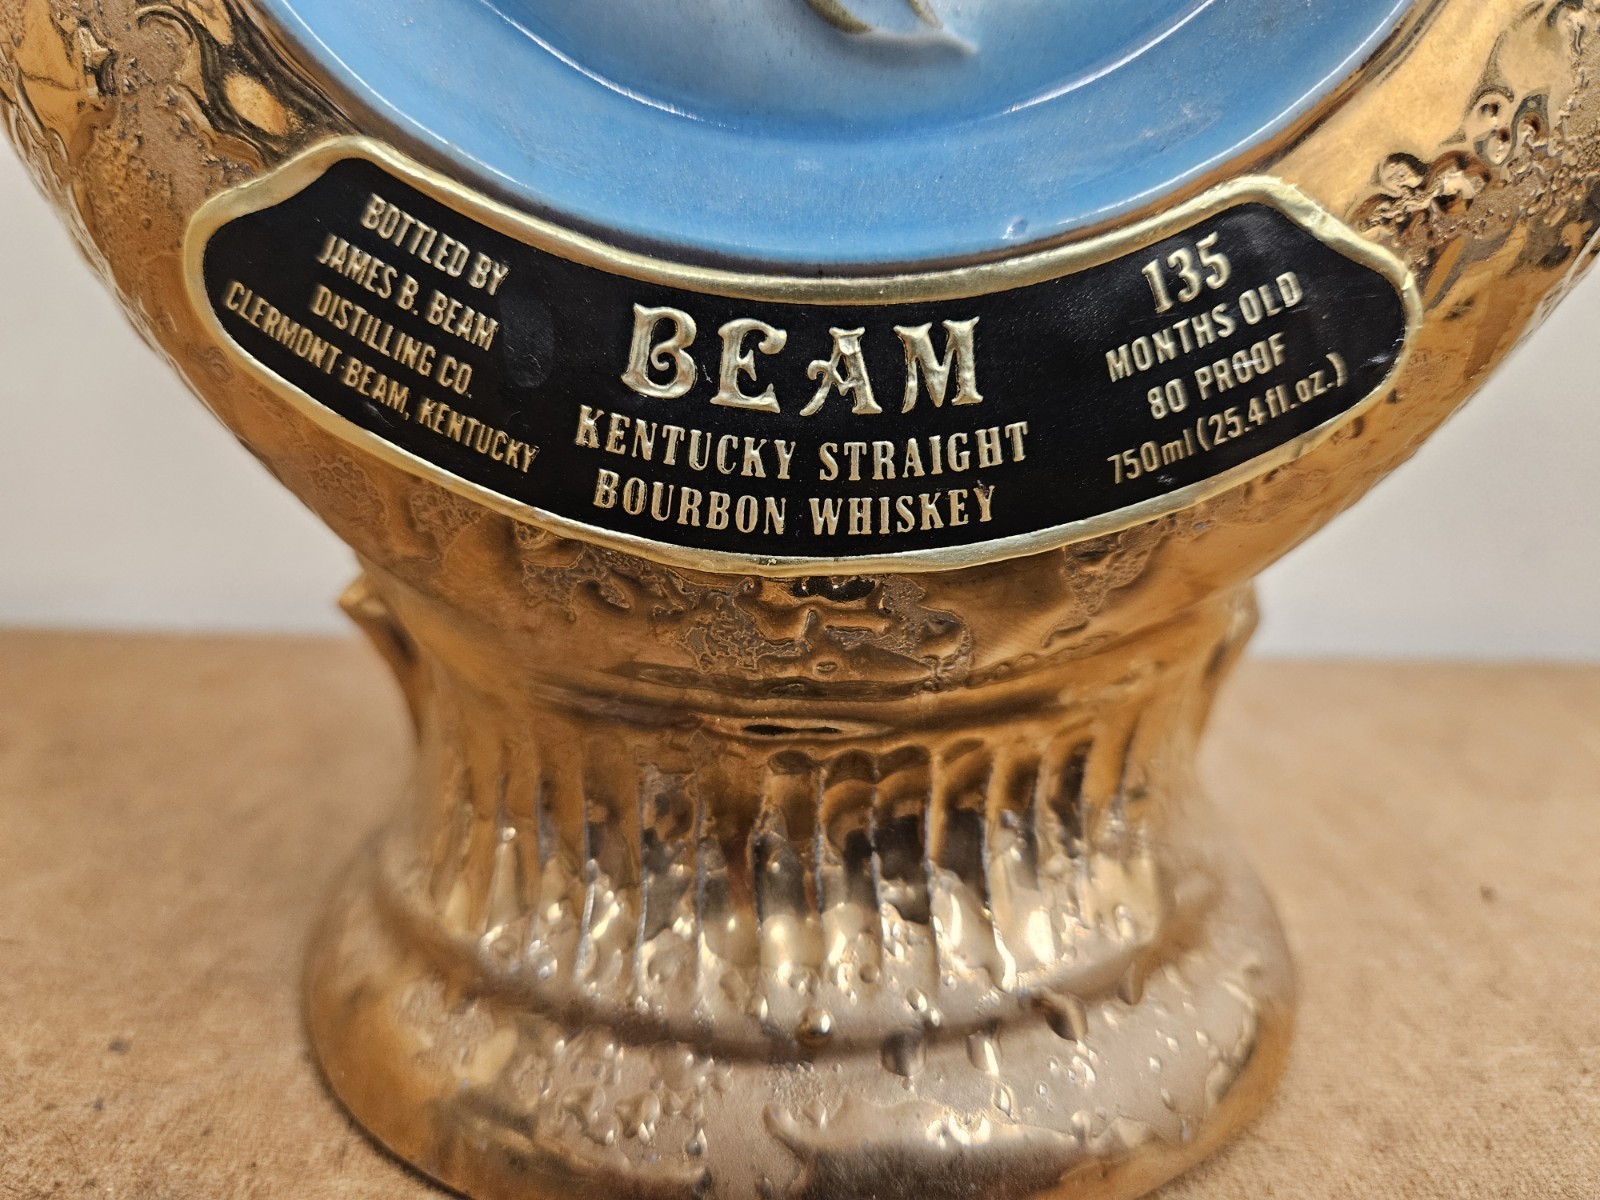 BOTTLED BY
JAMES B. BEAM
DISTILLING CO.
CLERMONT-BEAM, KENTUCKY
BEAM
KENTUCKY STRAIGHT
BOURBON WHISKEY
135
MONTHS OLD
80 PROOF
750ml (25.4 fl. oz.)